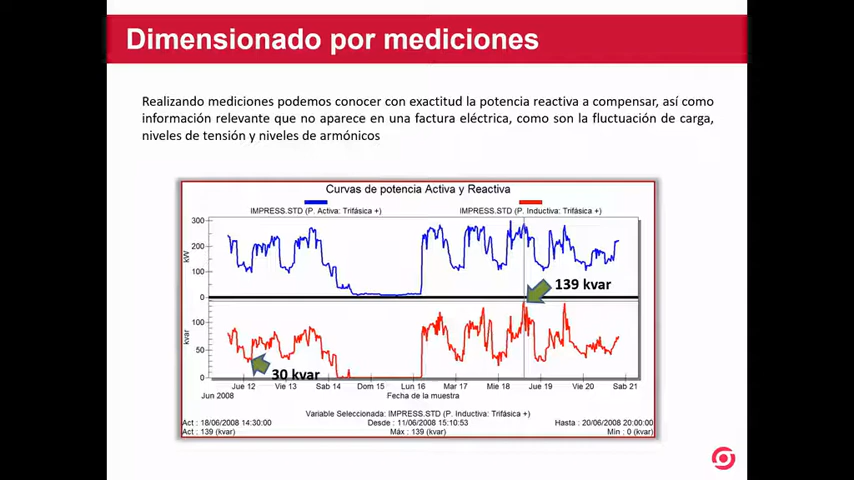 Dimensionado por mediciones
Realizando mediciones podemos conocer con exactitud la potencia reactiva a compensar, así como
información relevante que no aparece en una factura eléctrica, como son la fluctuación de carga,
niveles de tensión y niveles de armónicos
Curvas de potencia Activa y Reactiva
IMPRESS.STD (P. Activa: Trifásica +) IMPRESS.STD (P. Inductiva: Trifásica +)
300
200
kW
100
0
139 kvar
100
kvar
50
0
30 kvar
Jue 12 Vie 13 Sab 14 Dom 15 Lun 16 Mar 17 Mie 18 Jue 19 Vie 20 Sab 21
Jun 2008 Fecha de la muestra
Variable Seleccionada: IMPRESS.STD (P. Inductiva: Trifásica +)
Act : 18/06/2008 14:30:00 Desde : 11/06/2008 15:10:53 Hasta : 20/06/2008 20:00:00
Act : 139 (kvar) Máx : 139 (kvar) Min : 0 (kvar)